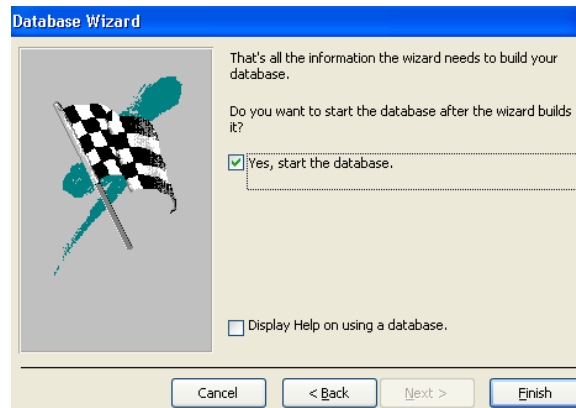 Database Wizard
That's all the information the wizard needs to build your
database.
Do you want to start the database after the wizard builds
it?
Yes, start the database.
Display Help on using a database.
Cancel
< Back
Next >
Finish